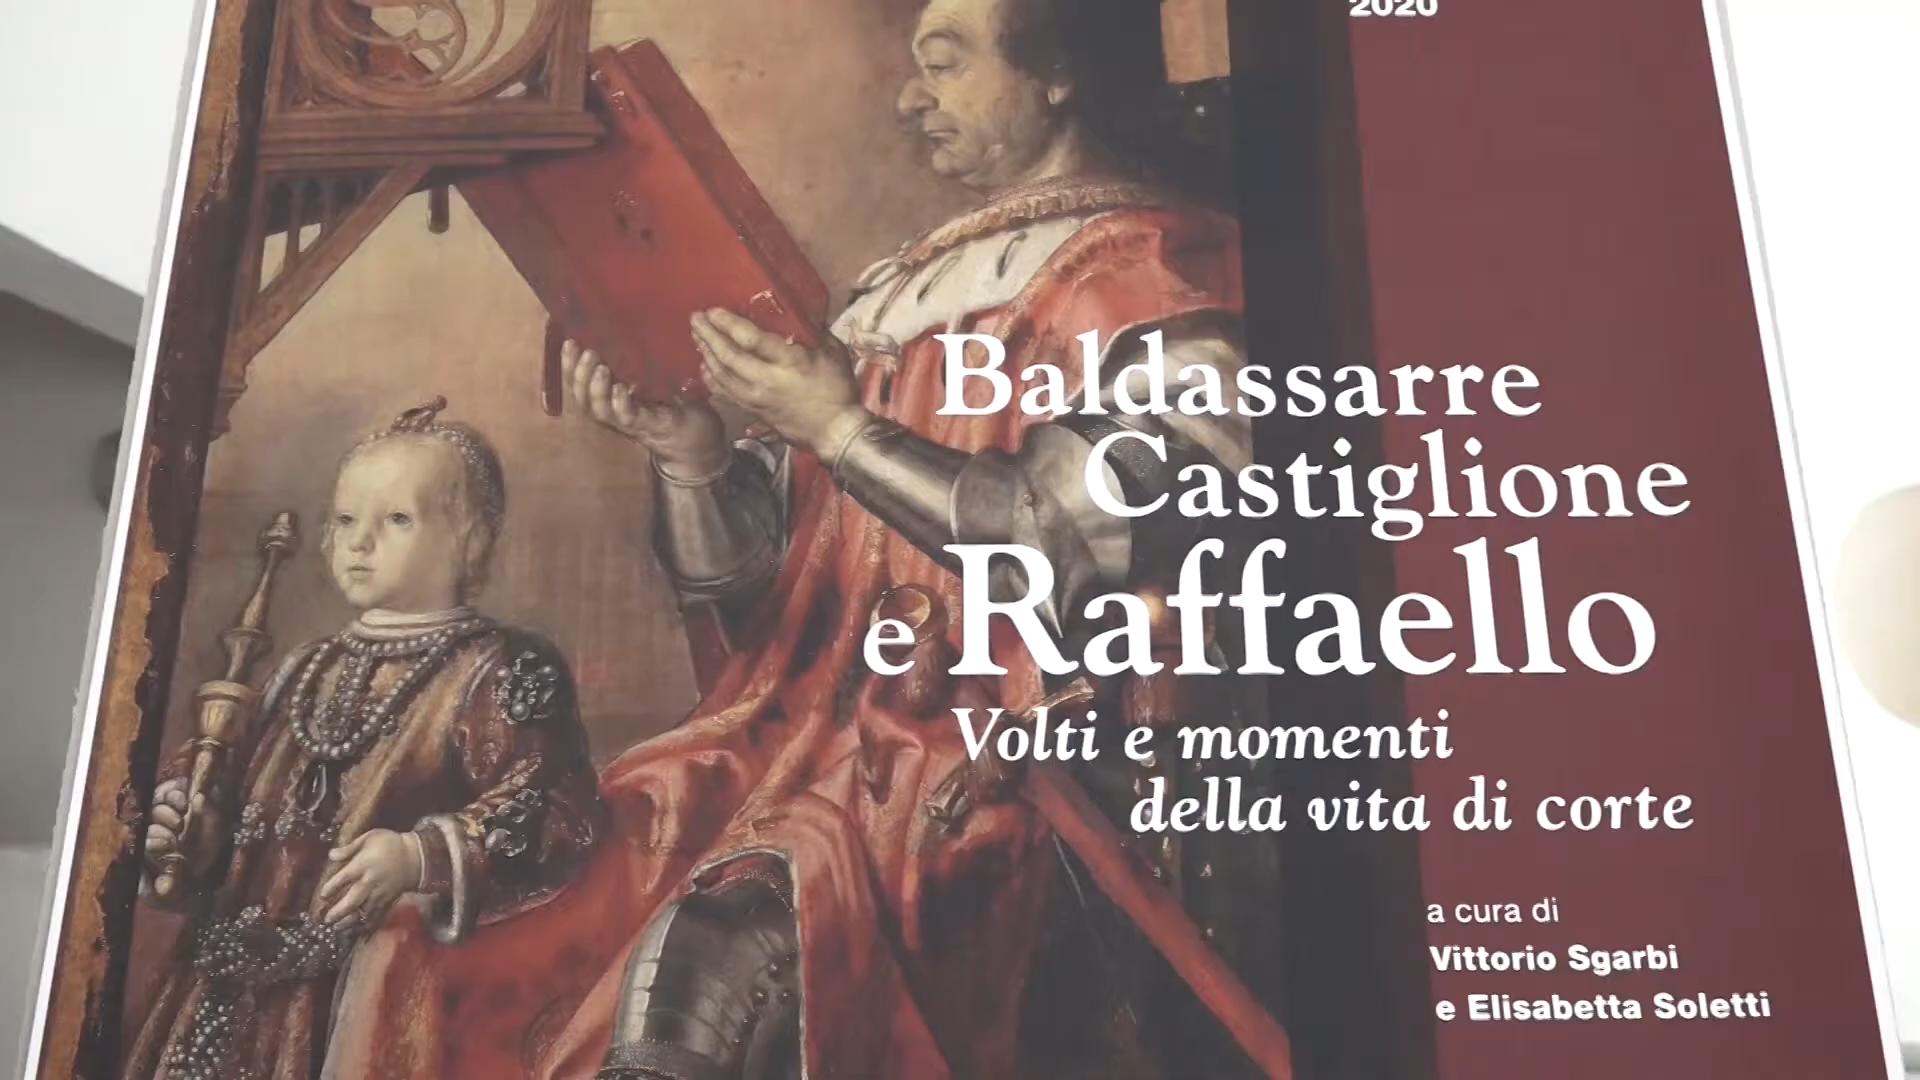 2020
Baldassarre
Castiglione
e Raffaello
Volti e momenti
della vita di corte
a cura di
Vittorio Sgarbi
e Elisabetta Soletti